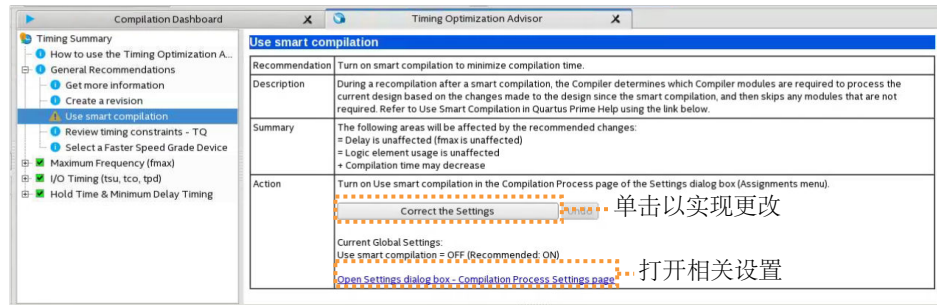 Compilation Dashboard
Timing Optimization Advisor
Timing Summary
How to use the Timing Optimization A...
General Recommendations
Get more information
Create a revision
Use smart compilation
Review timing constraints - TQ
Select a Faster Speed Grade Device
Maximum Frequency (fmax)
I/O Timing (tsu, tco, tpd)
Hold Time & Minimum Delay Timing
Use smart compilation
Recommendation Turn on smart compilation to minimize compilation time.
Description During a recompilation after a smart compilation, the Compiler determines which Compiler modules are required to process the
current design based on the changes made to the design since the smart compilation, and then skips any modules that are not
required. Refer to Use Smart Compilation in Quartus Prime Help using the link below.
Summary The following areas will be affected by the recommended changes:
= Delay is unaffected (fmax is unaffected)
= Logic element usage is unaffected
+ Compilation time may decrease
Action Turn on Use smart compilation in the Compilation Process page of the Settings dialog box (Assignments menu).
Correct the Settings Undo 单击以实现更改
Current Global Settings:
Use smart compilation = OFF (Recommended: ON)
Open Settings dialog box - Compilation Process Settings page 打开相关设置